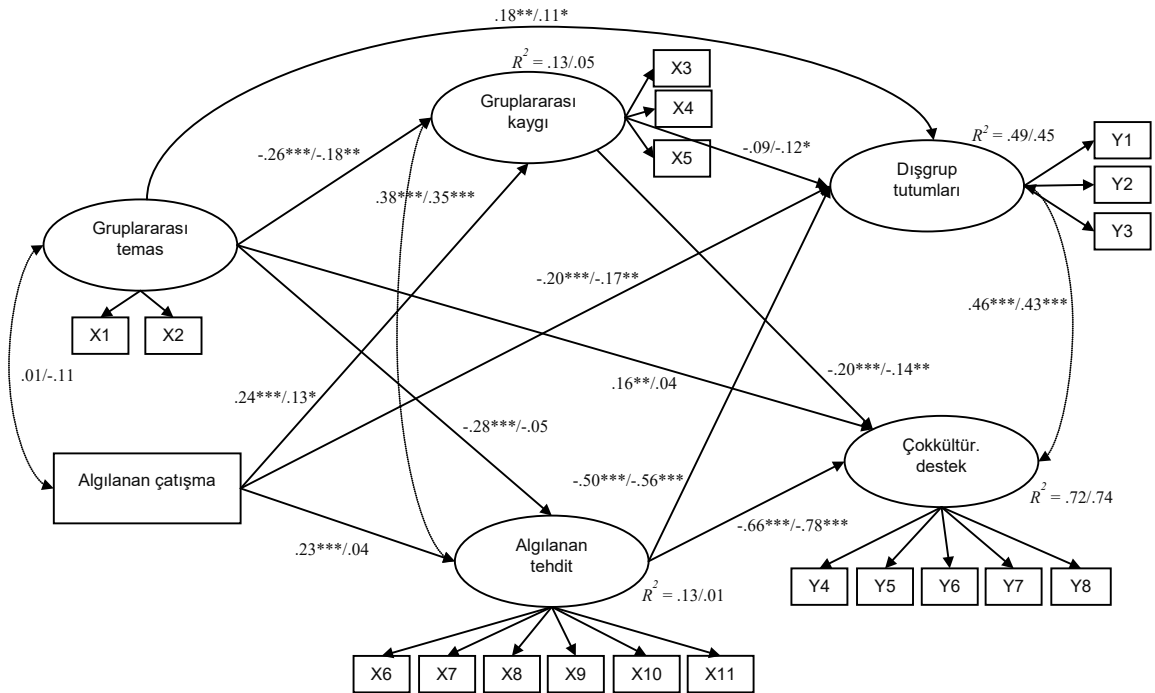 .18**/.11*
R² = .13/.05
X3
Gruplararası
kaygı
X4
X5
R² = .49/.45
Y1
-.26***/-.18**
-.09/-.12*
Dışgrup
tutumları
Y2
Y3
.38***/.35***
Gruplararası
temas
-.20***/-.17**
.46***/.43***
X1
X2
.01/-.11
.24***/.13*
.16**/.04
-.20***/-.14**
-.28***/-.05
Algılanan çatışma
Çokkültür.
destek
-.50***/-.56***
R² = .72/.74
-.66***/-.78***
.23***/.04
Algılanan
tehdit
R² = .13/.01
Y4
Y5
Y6
Y7
Y8
X6
X7
X8
X9
X10
X11